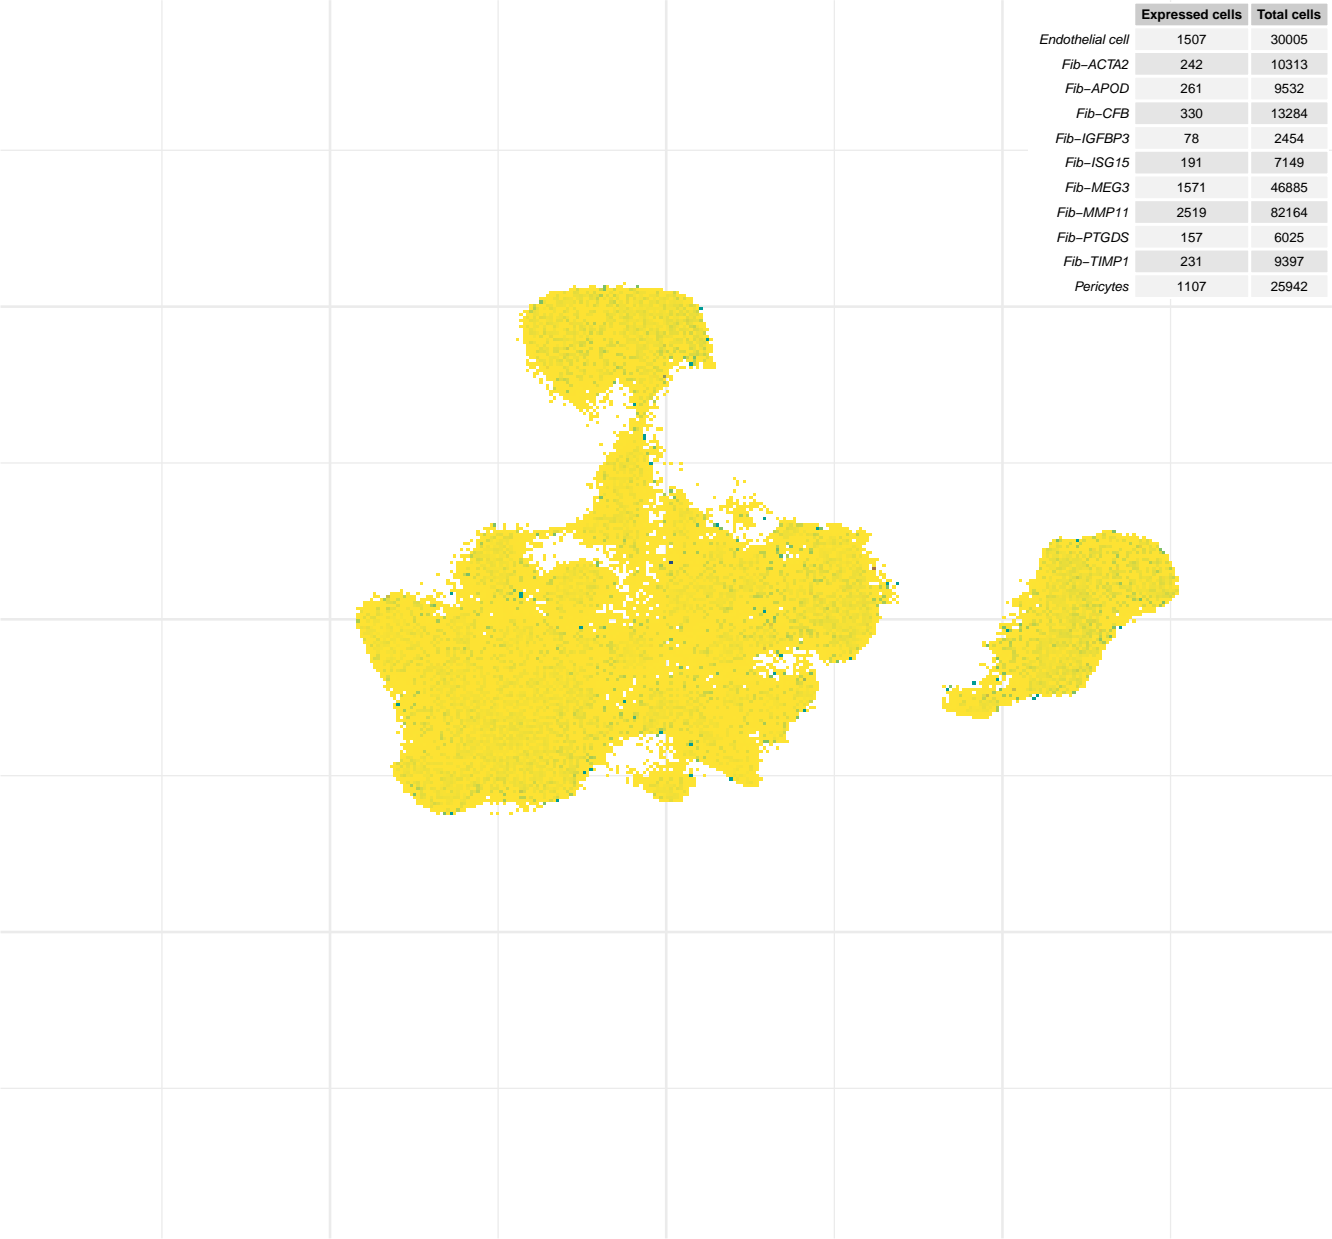 Expressed cells Total cells
Endothelial cell 1507 30005
Fib−ACTA2 242 10313
Fib−APOD 261 9532
Fib−CFB 330 13284
Fib−IGFBP3 78 2454
Fib−ISG15 191 7149
Fib−MEG3 1571 46885
Fib−MMP11 2519 82164
Fib−PTGDS 157 6025
Fib−TIMP1 231 9397
Pericytes 1107 25942